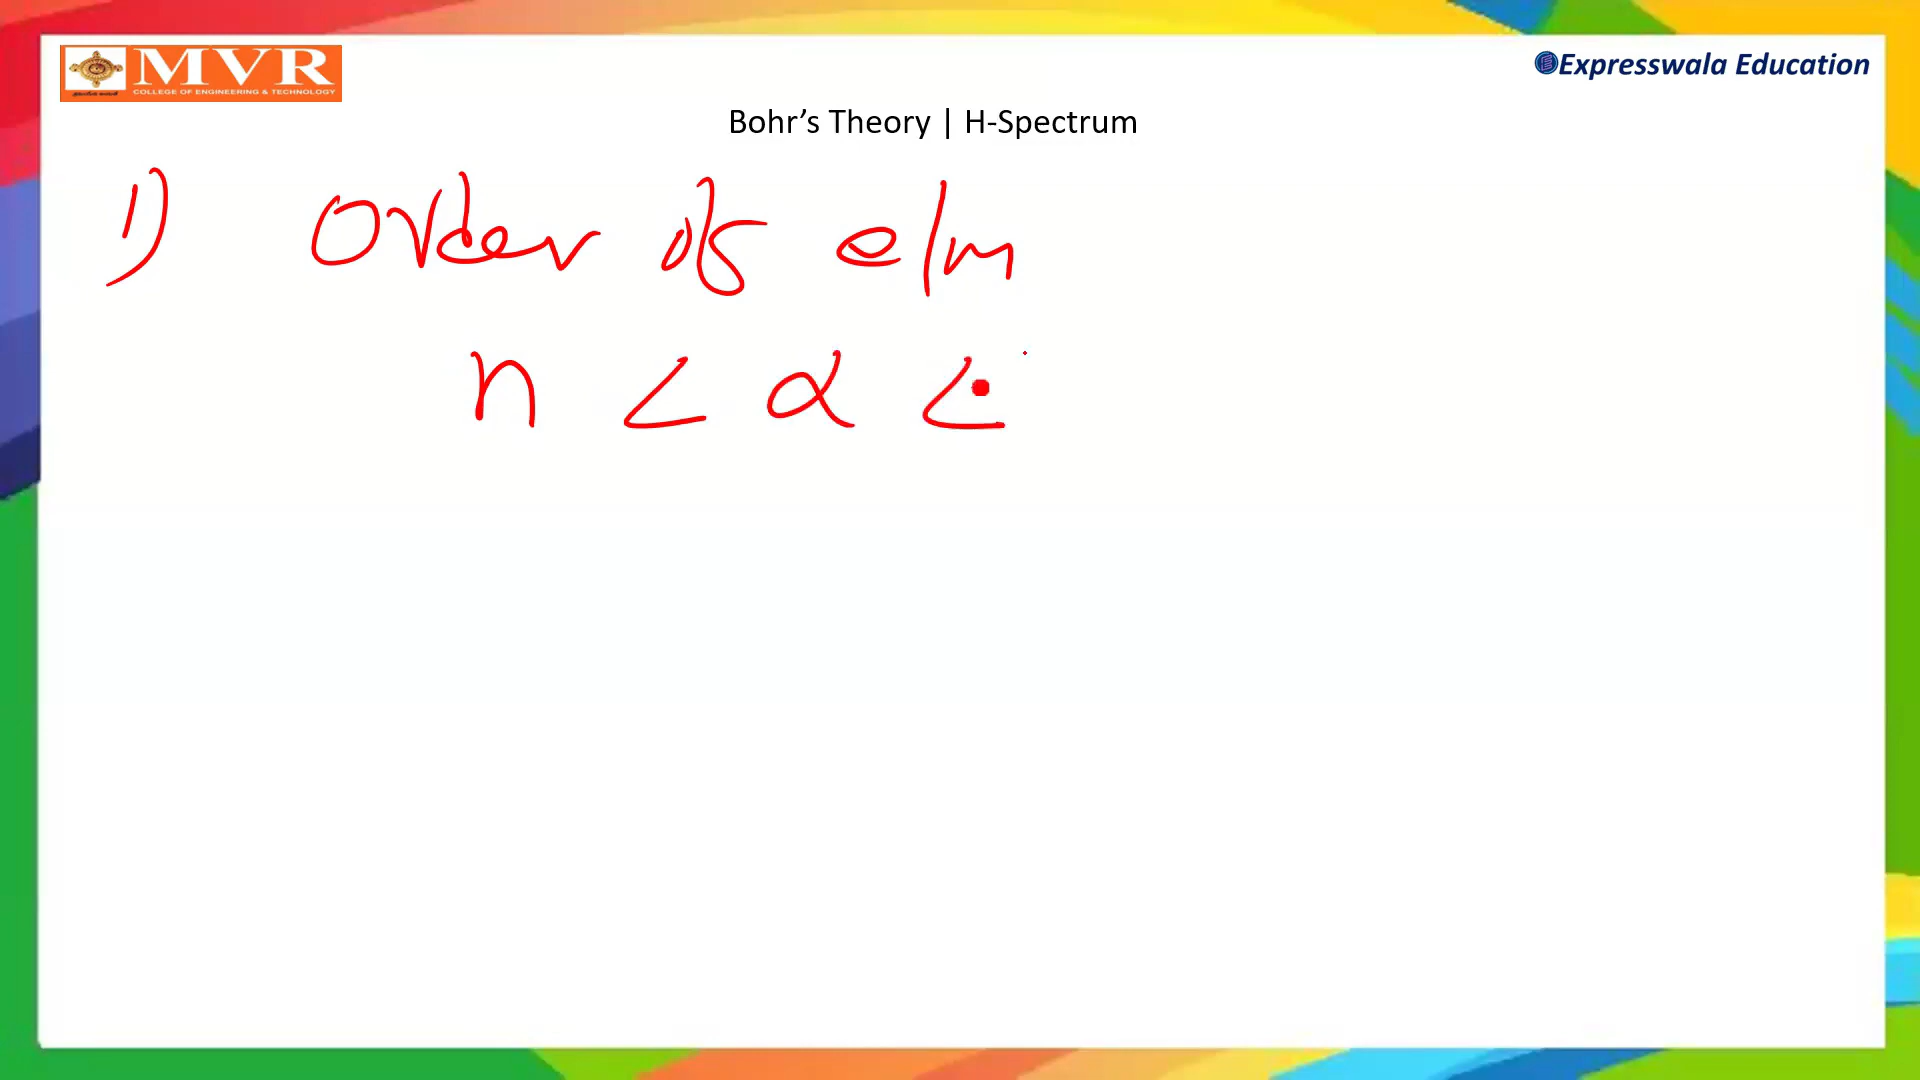 MVR
COLLEGE OF ENGINEERING & TECHNOLOGY
Expresswala Education
Bohr’s Theory | H-Spectrum
1) Order of e/m
n < α <